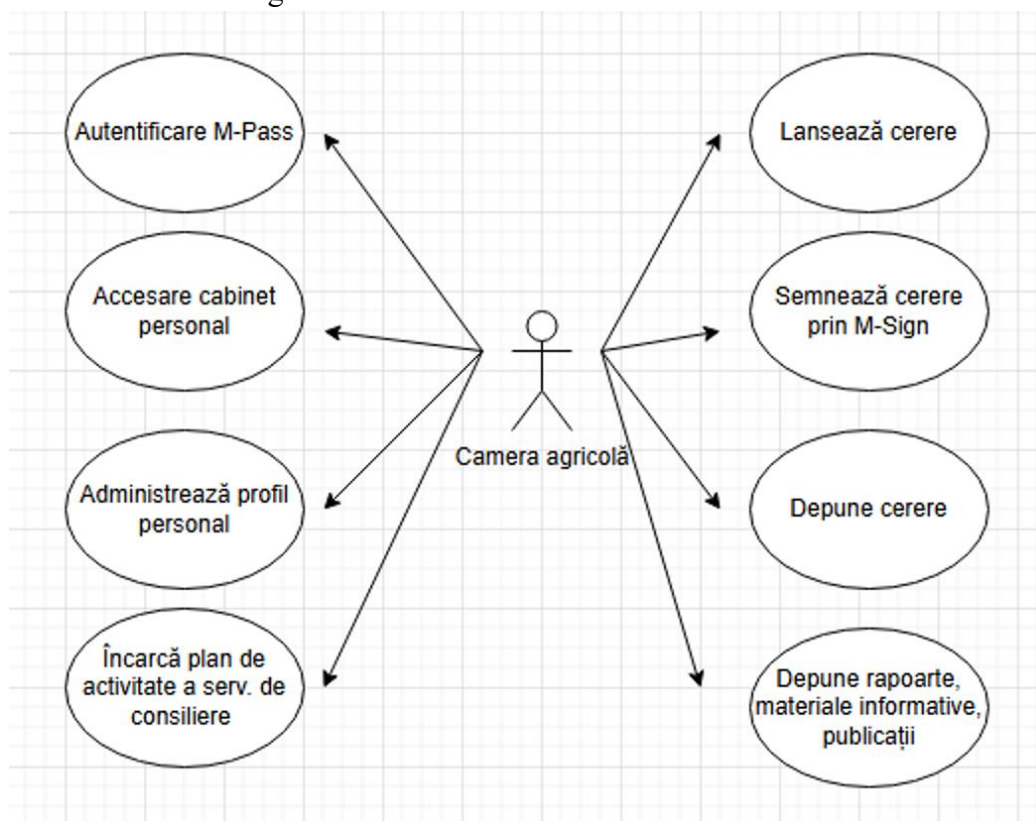 Autentificare M-Pass
Accesare cabinet
personal
Administrează profil
personal
Încarcă plan de
activitate a serv. de
consiliere
Camera agricolă
Lansează cerere
Semnează cerere
prin M-Sign
Depune cerere
Depune rapoarte,
materiale informative,
publicații